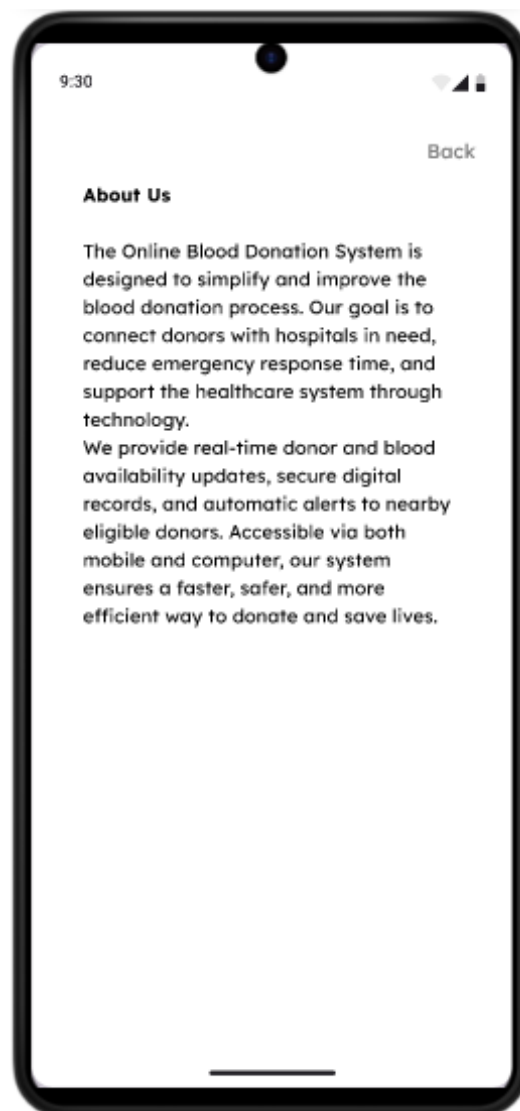 9:30
Back
About Us
The Online Blood Donation System is
designed to simplify and improve the
blood donation process. Our goal is to
connect donors with hospitals in need,
reduce emergency response time, and
support the healthcare system through
technology.
We provide real-time donor and blood
availability updates, secure digital
records, and automatic alerts to nearby
eligible donors. Accessible via both
mobile and computer, our system
ensures a faster, safer, and more
efficient way to donate and save lives.